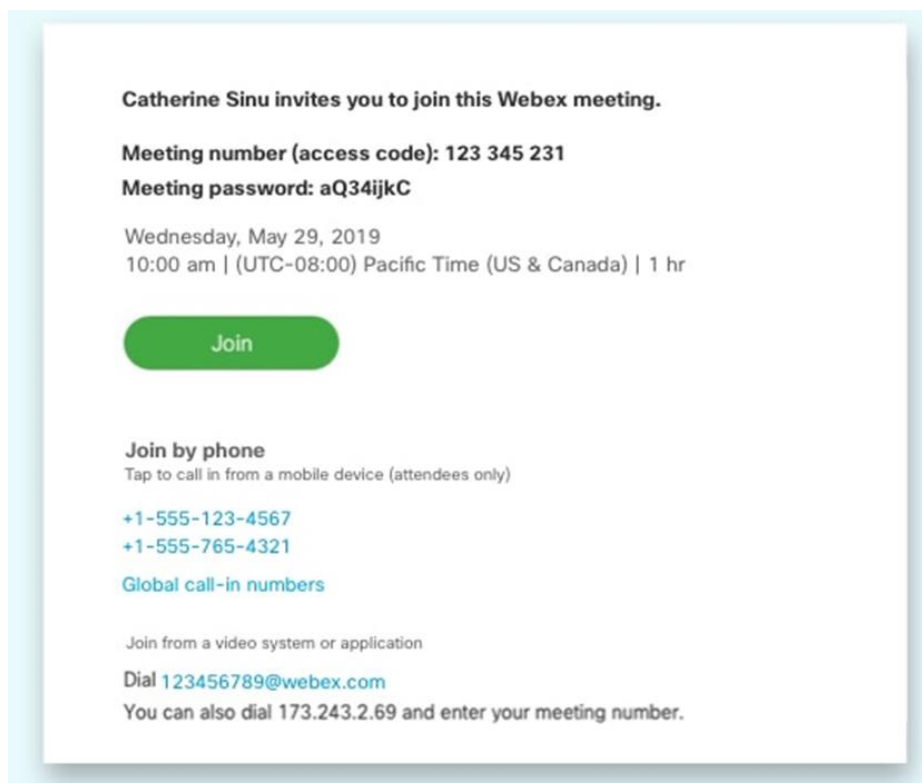 Catherine Sinu invites you to join this Webex meeting.
Meeting number (access code): 123 345 231
Meeting password: aQ34ijkC
Wednesday, May 29, 2019
10:00 am | (UTC-08:00) Pacific Time (US & Canada) | 1 hr
Join
Join by phone
Tap to call in from a mobile device (attendees only)
+1-555-123-4567
+1-555-765-4321
Global call-in numbers
Join from a video system or application
Dial 123456789@webex.com
You can also dial 173.243.2.69 and enter your meeting number.